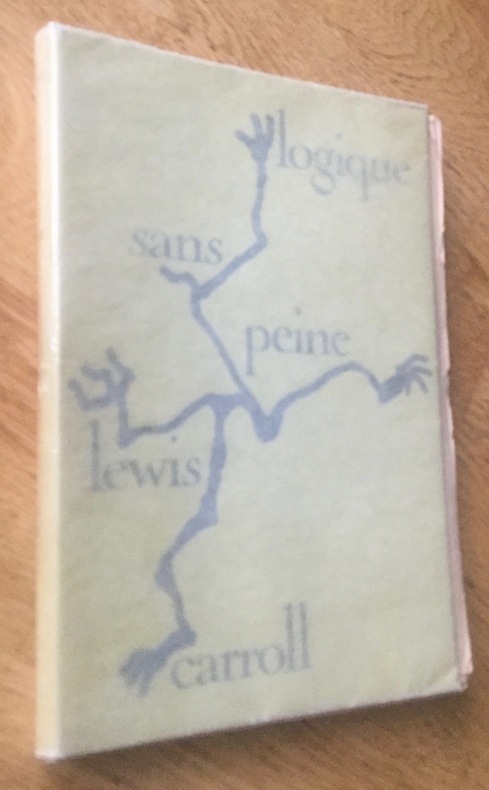 logique
sans
peine
lewis
carroll